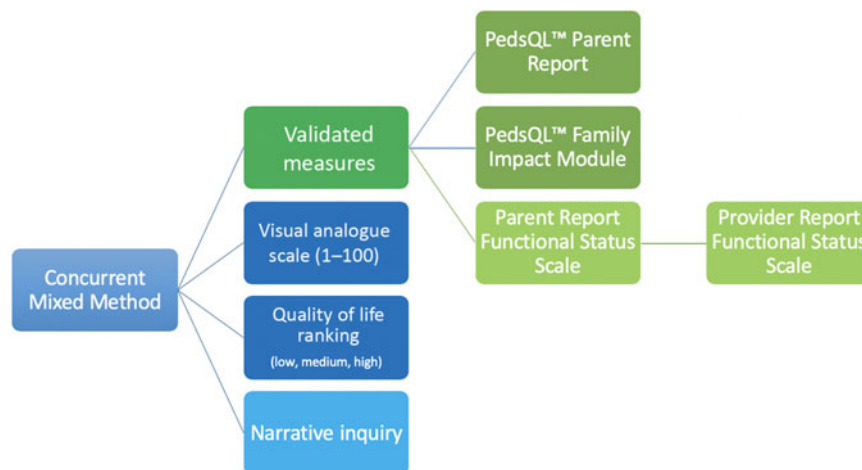 PedsQL™ Parent
Report
Validated
measures
PedsQL™ Family
Impact Module
Visual analogue
scale (1–100)
Parent Report
Functional Status
Scale
Provider Report
Functional Status
Scale
Concurrent
Mixed Method
Quality of life
ranking
(low, medium, high)
Narrative inquiry